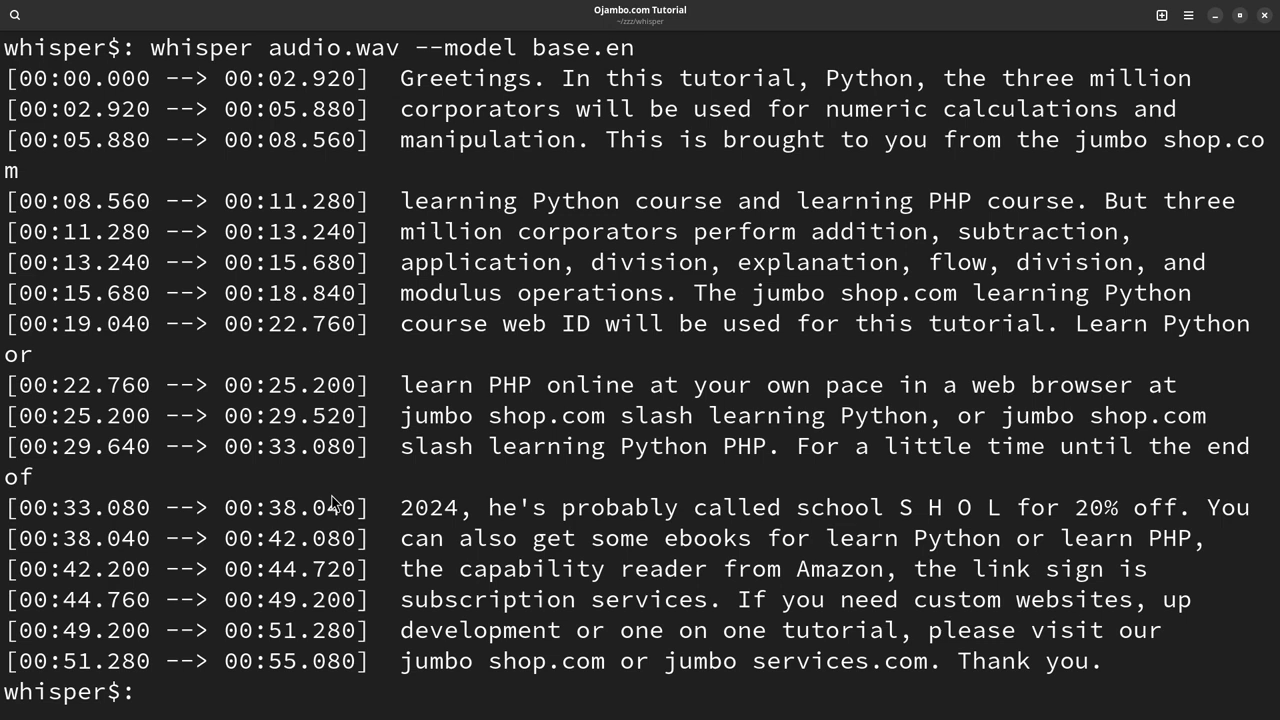 Ojambo.com Tutorial
~/zzz/whisper
whisper$: whisper audio.wav --model base.en
[00:00.000 --> 00:02.920]  Greetings. In this tutorial, Python, the three million
[00:02.920 --> 00:05.880]  corporators will be used for numeric calculations and
[00:05.880 --> 00:08.560]  manipulation. This is brought to you from the jumbo shop.co
m
[00:08.560 --> 00:11.280]  learning Python course and learning PHP course. But three
[00:11.280 --> 00:13.240]  million corporators perform addition, subtraction,
[00:13.240 --> 00:15.680]  application, division, explanation, flow, division, and
[00:15.680 --> 00:18.840]  modulus operations. The jumbo shop.com learning Python
[00:19.040 --> 00:22.760]  course web ID will be used for this tutorial. Learn Python
or
[00:22.760 --> 00:25.200]  learn PHP online at your own pace in a web browser at
[00:25.200 --> 00:29.520]  jumbo shop.com slash learning Python, or jumbo shop.com
[00:29.640 --> 00:33.080]  slash learning Python PHP. For a little time until the end
of
[00:33.080 --> 00:38.040]  2024, he's probably called school S H O L for 20% off. You
[00:38.040 --> 00:42.080]  can also get some ebooks for learn Python or learn PHP,
[00:42.200 --> 00:44.720]  the capability reader from Amazon, the link sign is
[00:44.760 --> 00:49.200]  subscription services. If you need custom websites, up
[00:49.200 --> 00:51.280]  development or one on one tutorial, please visit our
[00:51.280 --> 00:55.080]  jumbo shop.com or jumbo services.com. Thank you.
whisper$: